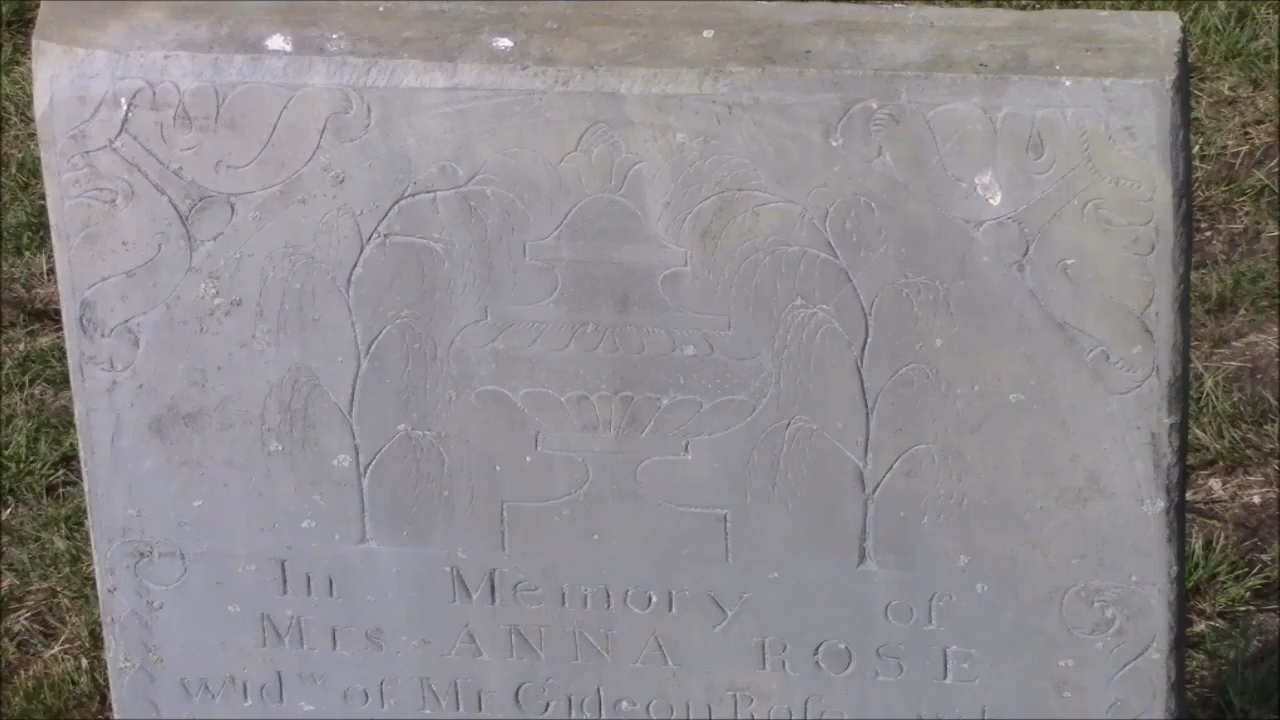 In Memory of
Mrs. ANNA ROSE
wid.ʷ of Mr Gideon Rose